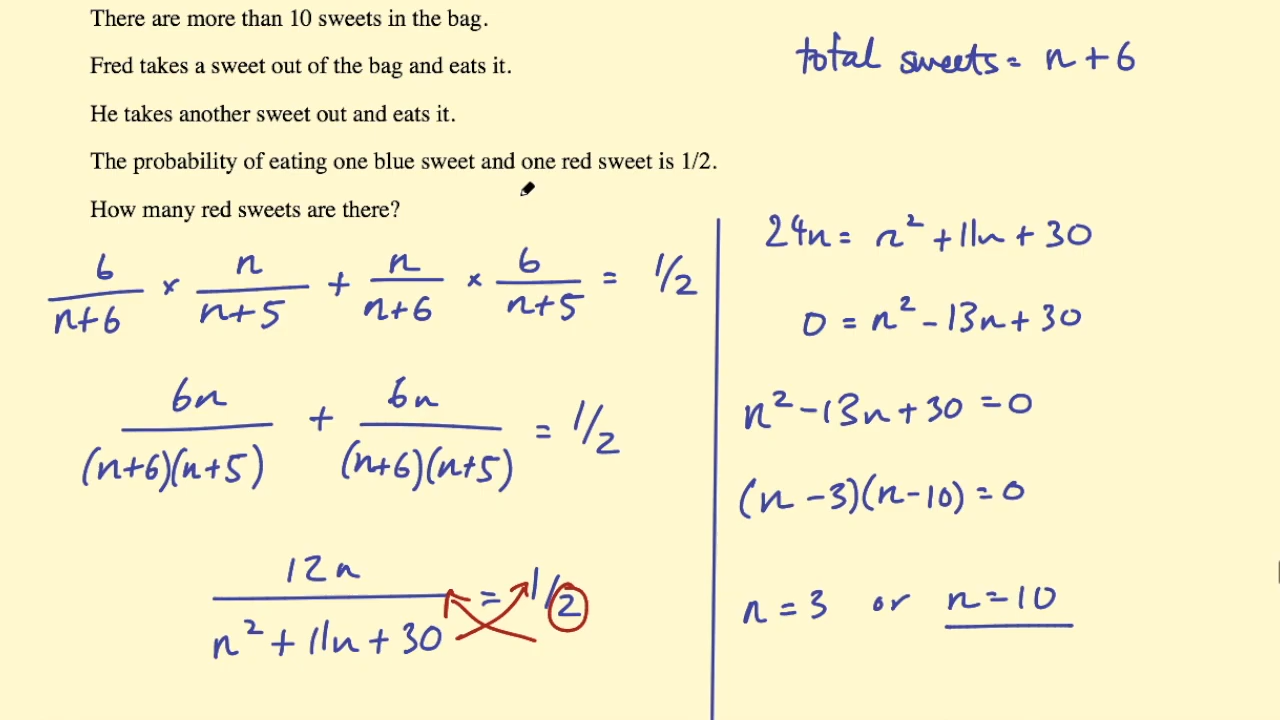 There are more than 10 sweets in the bag.
Fred takes a sweet out of the bag and eats it.
He takes another sweet out and eats it.
The probability of eating one blue sweet and one red sweet is 1/2.
How many red sweets are there?
6/(n+6) × n/(n+5) + n/(n+6) × 6/(n+5) = 1/2
6n/((n+6)(n+5)) + 6n/((n+6)(n+5)) = 1/2
12n/(n²+11n+30) = 1/2
total sweets = n+6
24n = n²+11n+30
0 = n²-13n+30
n²-13n+30=0
(n-3)(n-10)=0
n=3 or n=10